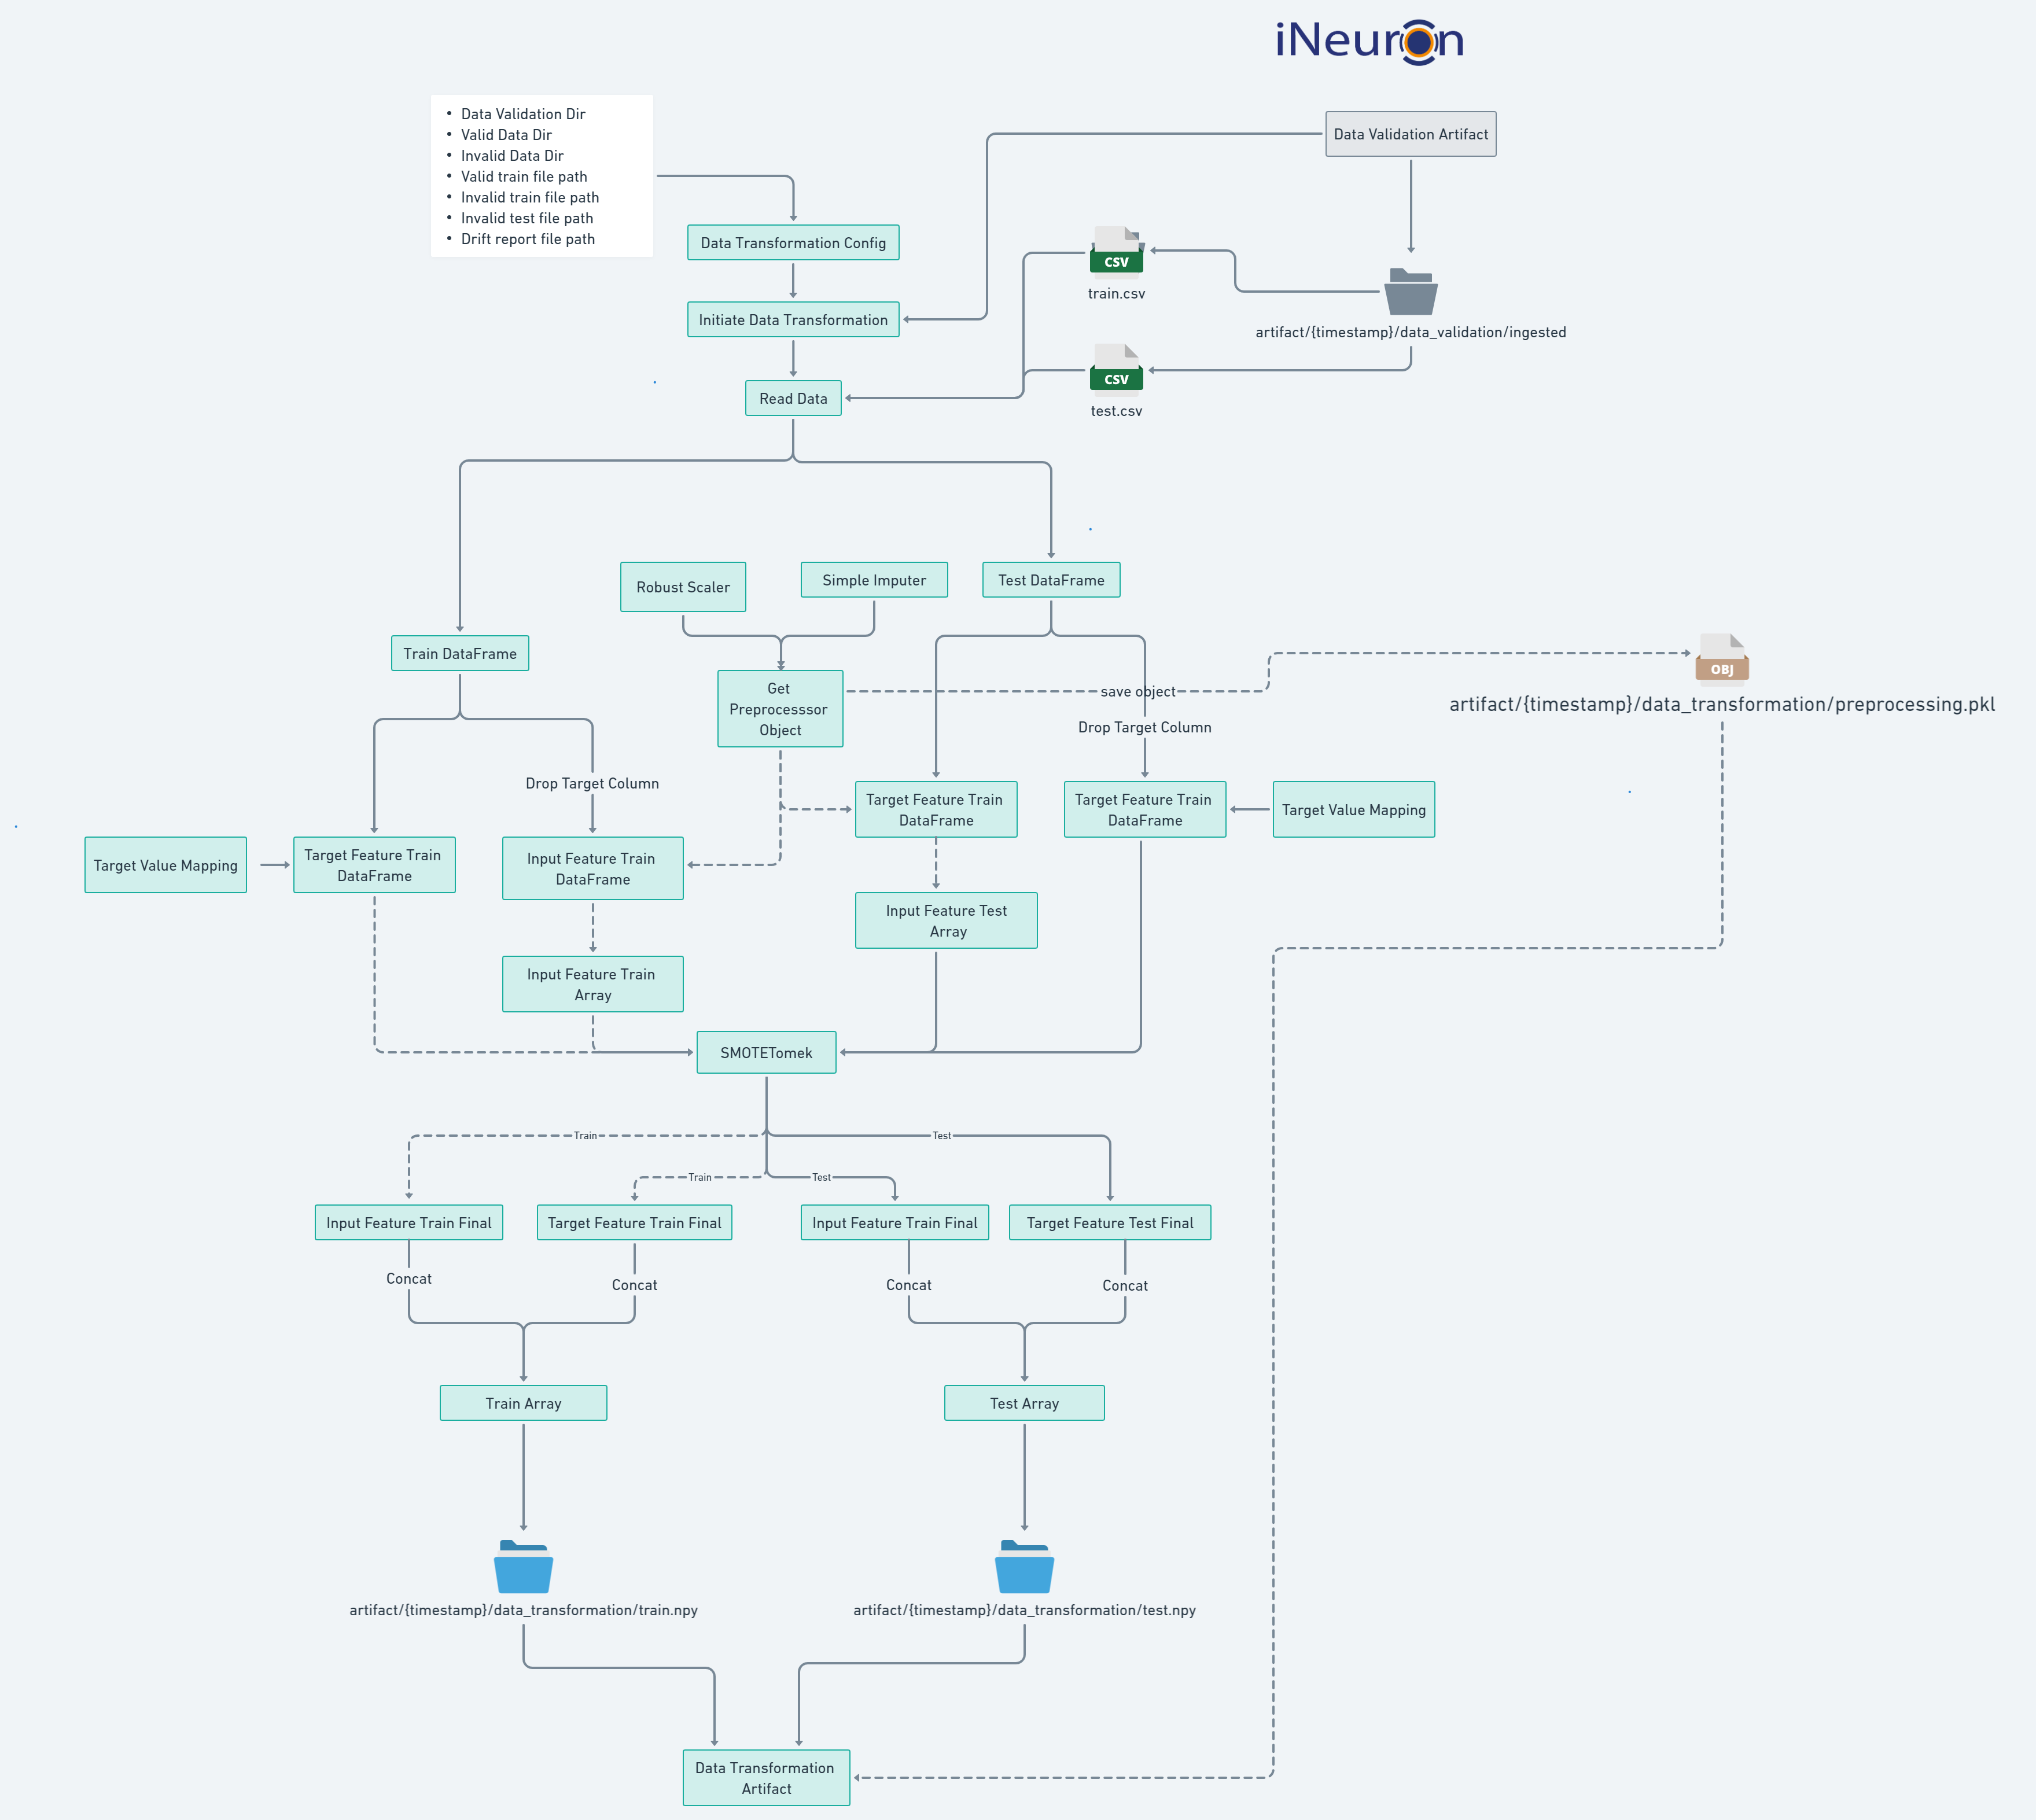 iNeuron
• Data Validation Dir
• Valid Data Dir
• Invalid Data Dir
• Valid train file path
• Invalid train file path
• Invalid test file path
• Drift report file path
Data Validation Artifact
Data Transformation Config
CSV
train.csv
Initiate Data Transformation
artifact/{timestamp}/data_validation/ingested
CSV
test.csv
Read Data
Robust Scaler
Simple Imputer
Test DataFrame
Train DataFrame
Get
Preprocesssor
Object
save object
OBJ
artifact/{timestamp}/data_transformation/preprocessing.pkl
Drop Target Column
Drop Target Column
Target Feature Train
DataFrame
Target Feature Train
DataFrame
Target Value Mapping
Target Value Mapping
Target Feature Train
DataFrame
Input Feature Train
DataFrame
Input Feature Test
Array
Input Feature Train
Array
SMOTETomek
Train
Test
Train
Test
Input Feature Train Final
Target Feature Train Final
Input Feature Train Final
Target Feature Test Final
Concat
Concat
Concat
Concat
Train Array
Test Array
artifact/{timestamp}/data_transformation/train.npy
artifact/{timestamp}/data_transformation/test.npy
Data Transformation
Artifact